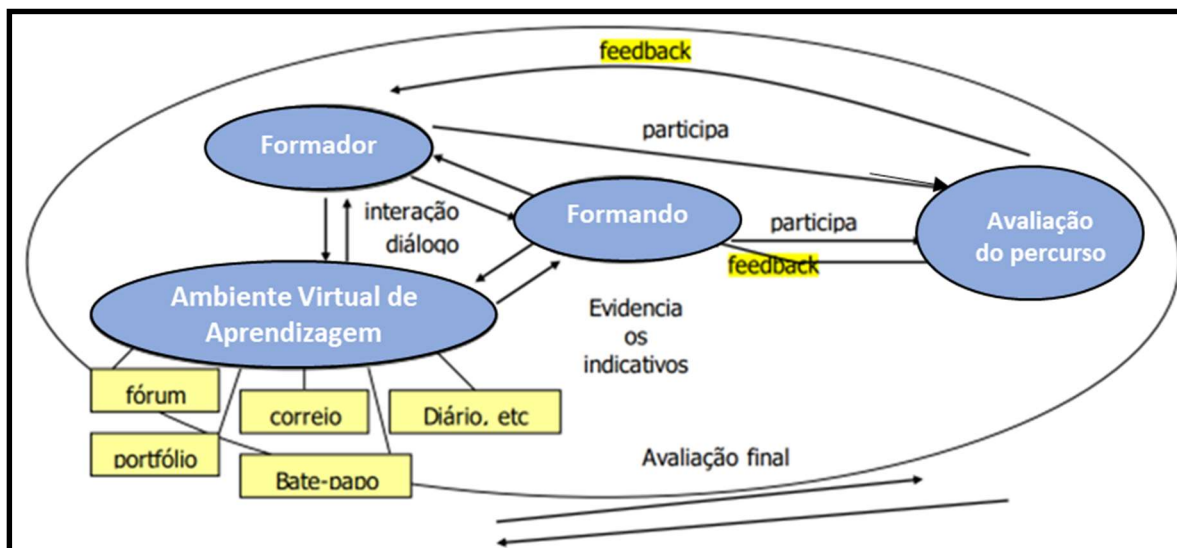 feedback
participa
Formador
Formando
interação
diálogo
participa
feedback
Avaliação
do percurso
Ambiente Virtual de
Aprendizagem
Evidencia
os
indicativos
fórum
correio
Diário, etc
portfólio
Bate-papo
Avaliação final